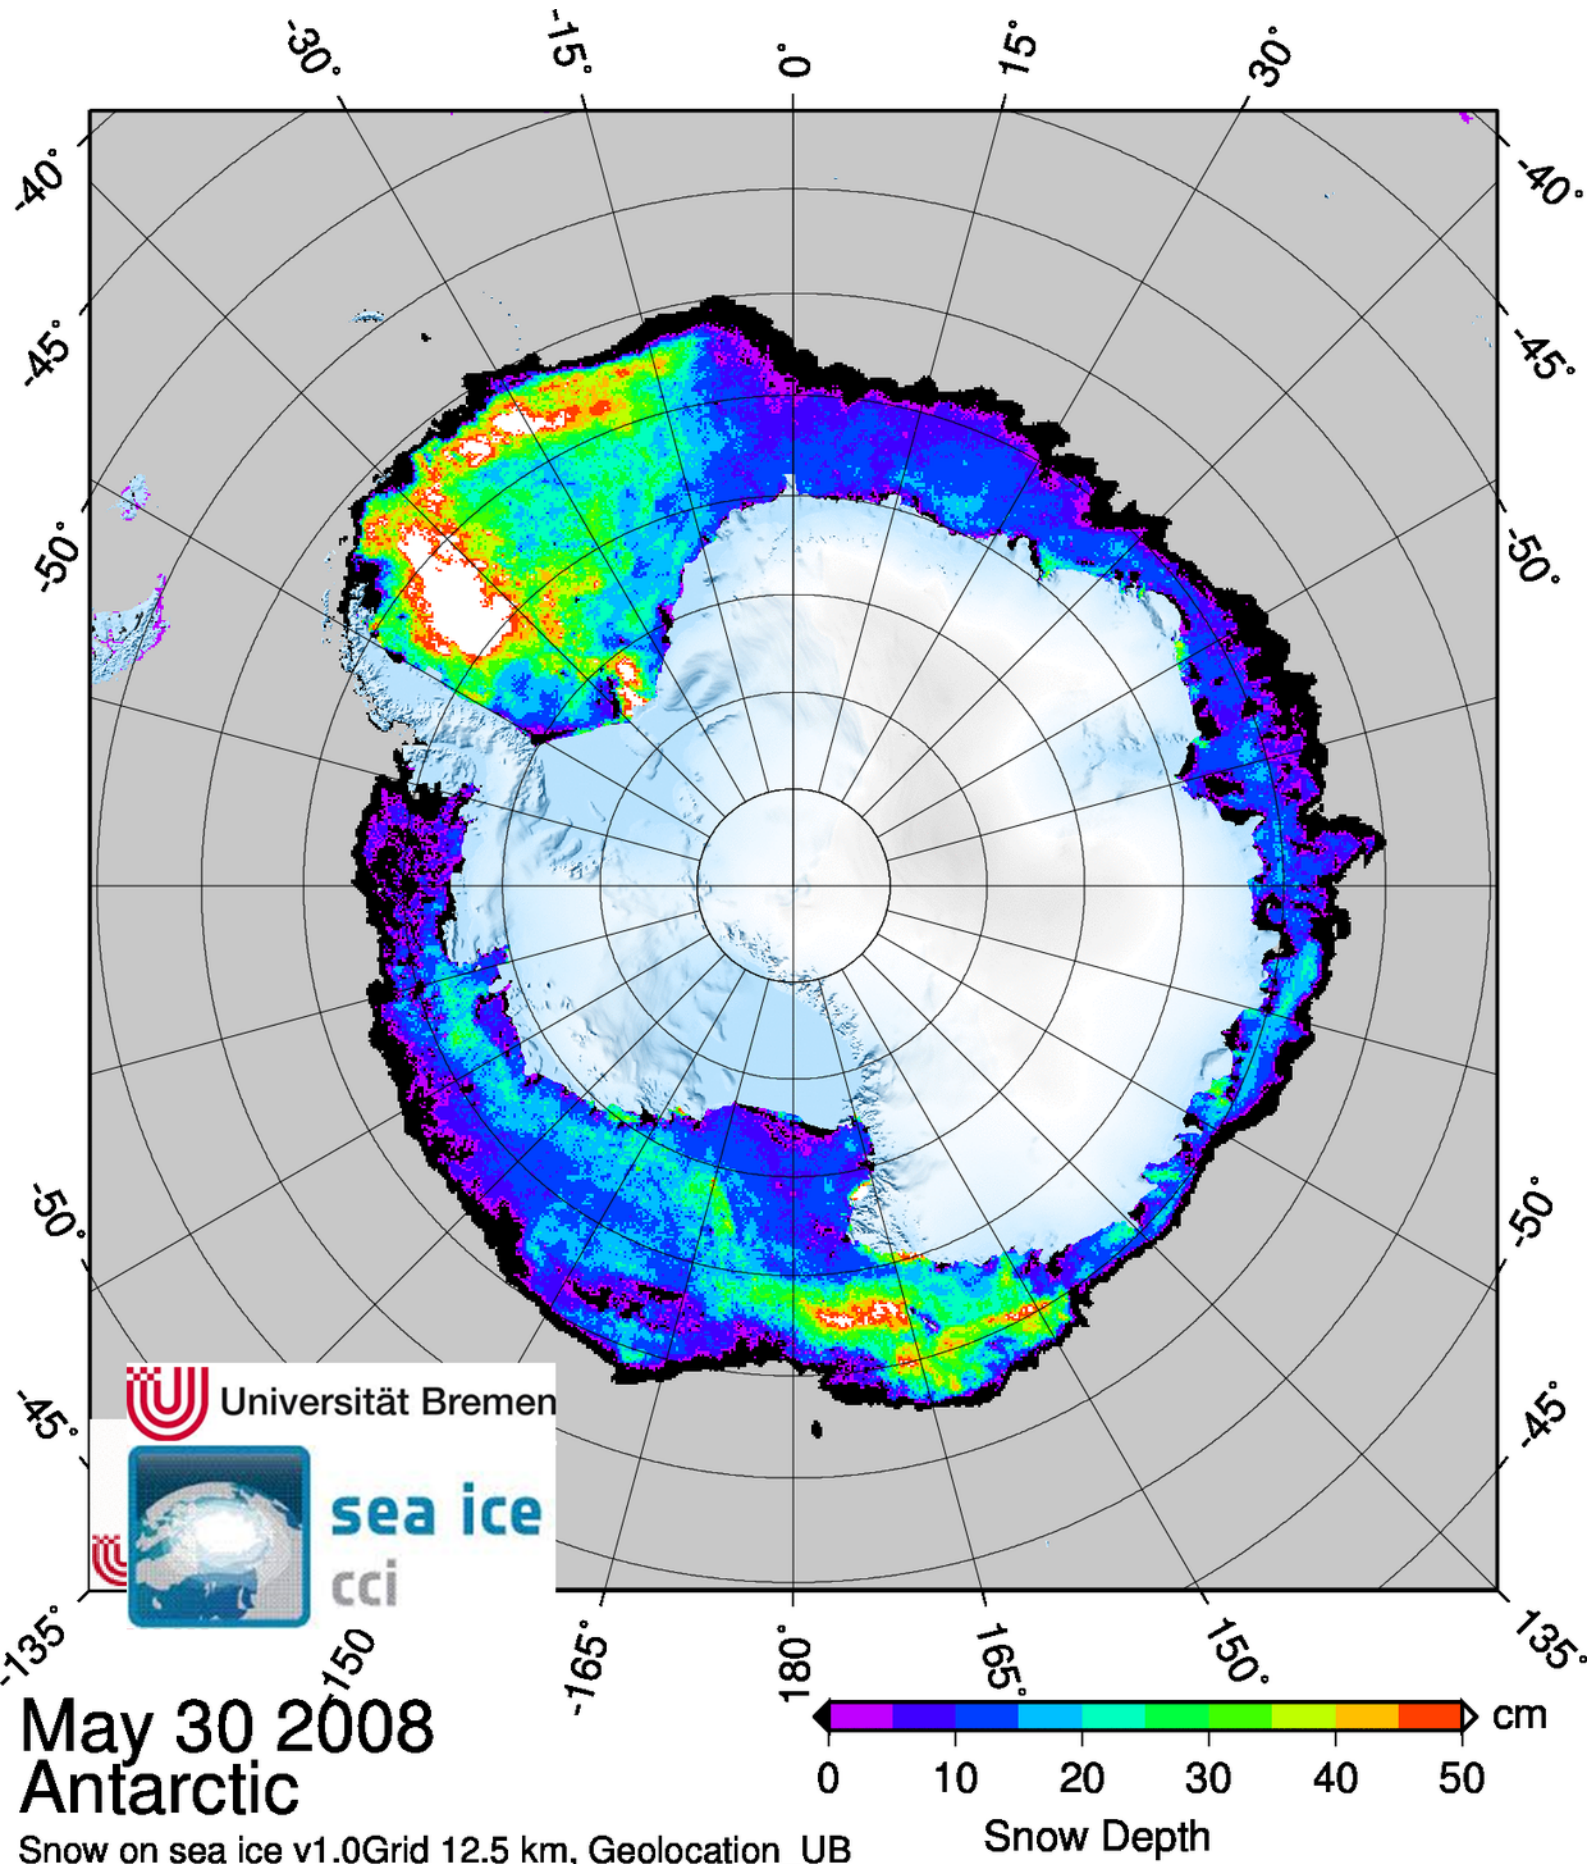 -30° -15° 0° 15° 30°
-40° -40°
-45° -45°
-50° -50°
-50° -50°
-45° -45°
Universität Bremen
sea ice
cci
-135° -150 -165° 180° 165° 150° 135°
May 30 2008
Antarctic
Snow on sea ice v1.0Grid 12.5 km, Geolocation UB
cm
0 10 20 30 40 50
Snow Depth